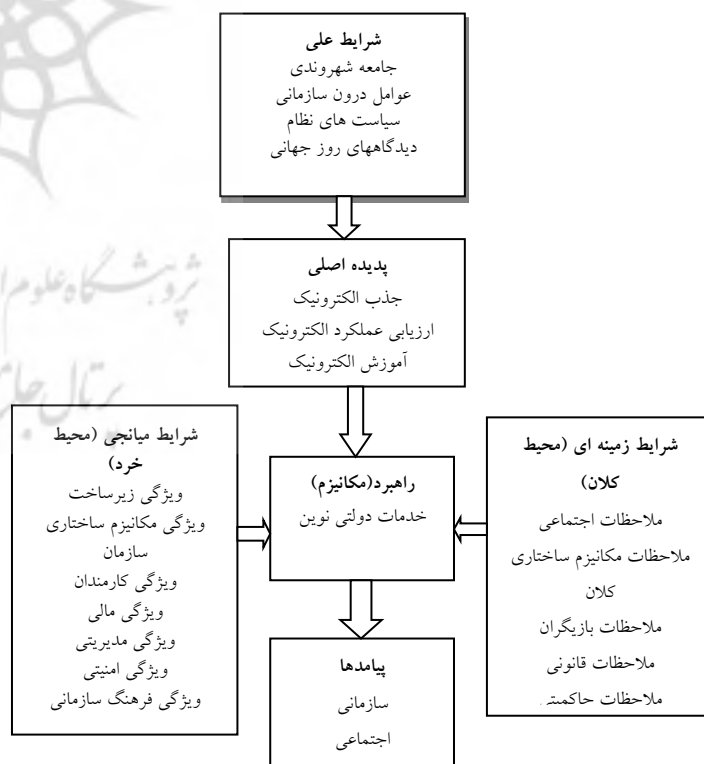 شرایط علی
جامعه شهروندی
عوامل درون سازمانی
سیاست های نظام
دیدگاههای روز جهانی
پدیده اصلی
جذب الکترونیک
ارزیابی عملکرد الکترونیک
آموزش الکترونیک
شرایط زمینه ای (محیط
کلان)
ملاحظات اجتماعی
ملاحظات مکانیزم ساختاری
کلان
ملاحظات بازیگران
ملاحظات قانونی
ملاحظات
راهبرد(مکانیزم)
خدمات دولتی نوین
شرایط میانجی (محیط
خرد)
ویژگی زیرساخت
ویژگی مکانیزم ساختاری
سازمان
ویژگی کارمندان
ویژگی مالی
ویژگی مدیریتی
ویژگی امنیتی
ویژگی فرهنگ سازمانی
پیامدها
سازمانی
اجتماعی